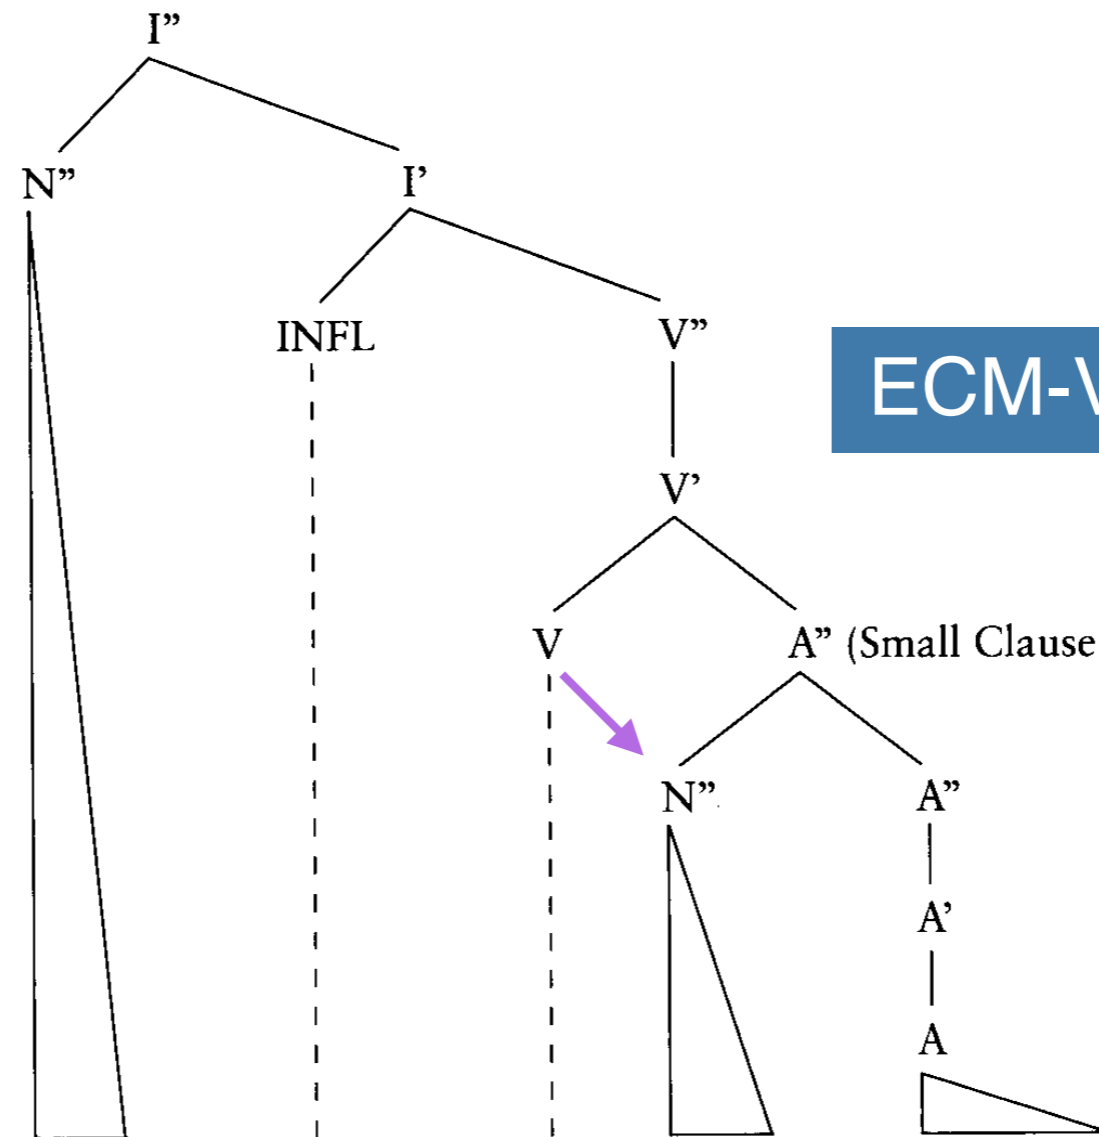 I”
N” I’
INFL V”
ECM-V
V’
V A” (Small Clause
N” A”
A’
A